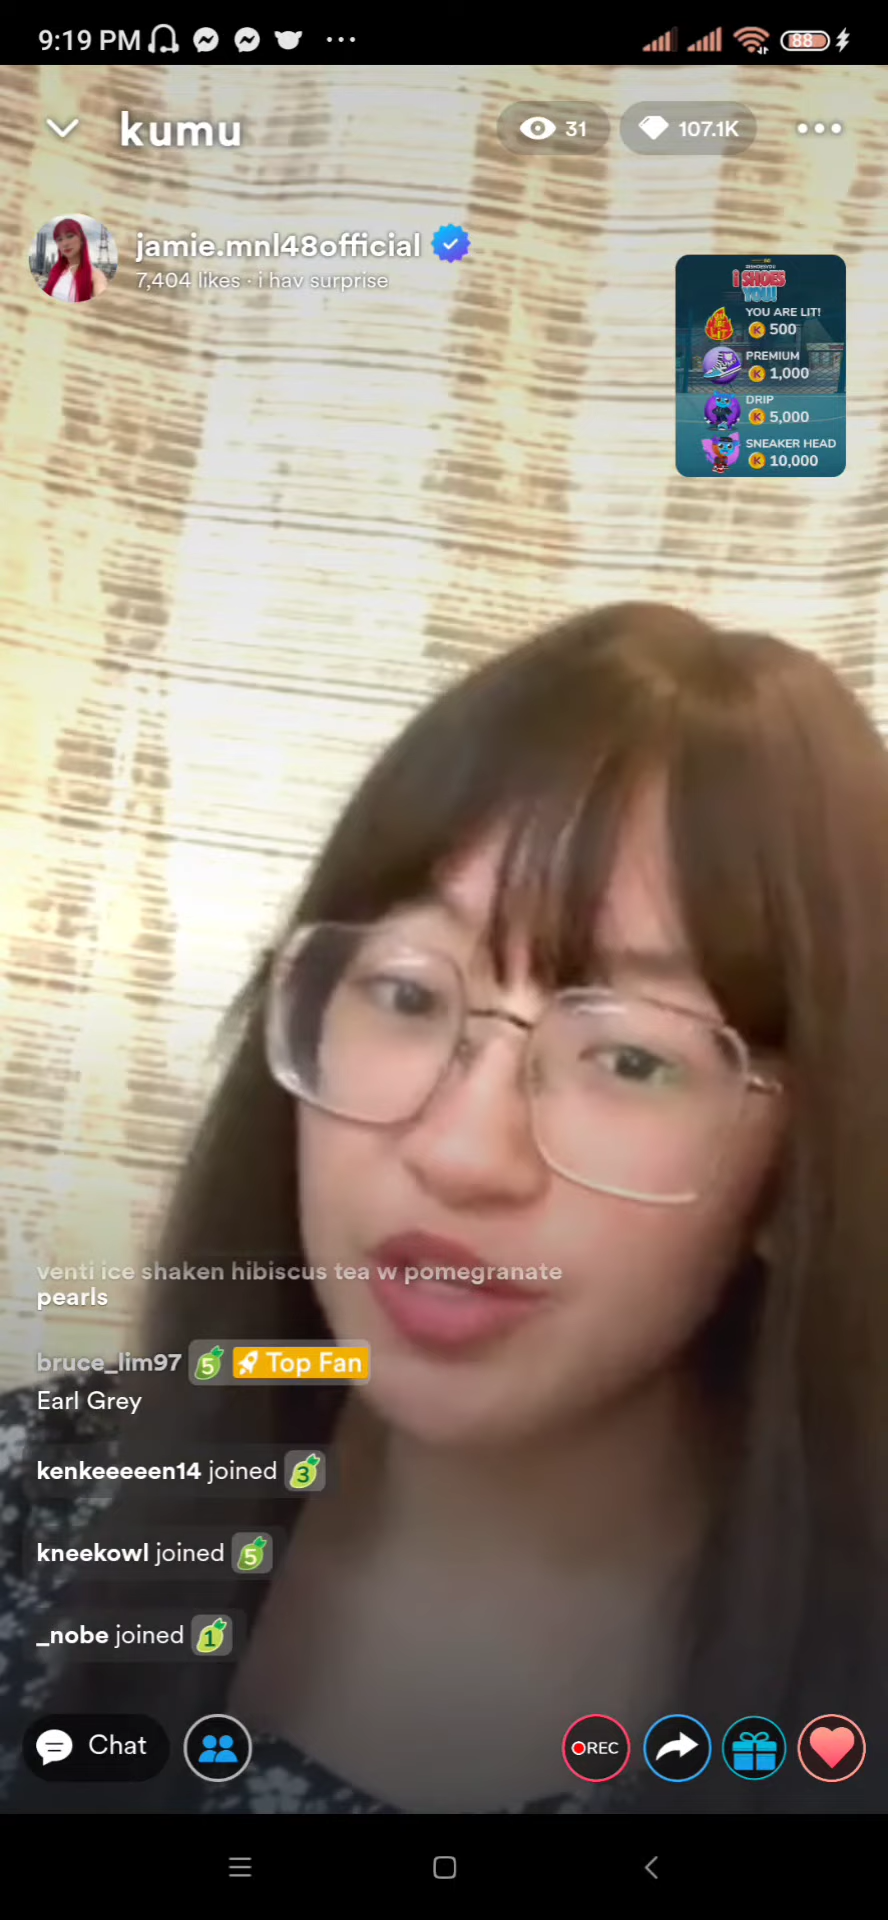 9:19 PM
88
kumu
31
107.1K
jamie.mnl48official
7,404 likes · i hav surprise
i SHOES
YOU!
YOU ARE LIT!
500
PREMIUM
1,000
DRIP
5,000
SNEAKER HEAD
10,000
venti ice shaken hibiscus tea w pomegranate
pearls
bruce_lim97 5 Top Fan
Earl Grey
kenkeeeeen14 joined 3
kneekowl joined 5
_nobe joined 1
Chat
REC